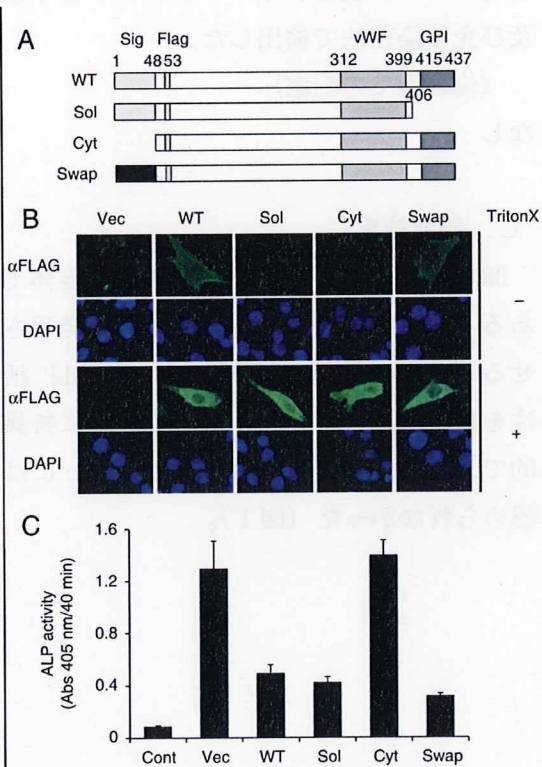 A
Sig Flag vWF GPI
1 48 53 312 399 415 437
WT
406
Sol
Cyt
Swap
B
Vec WT Sol Cyt Swap TritonX
αFLAG
DAPI
−
αFLAG
DAPI
+
C
ALP activity
(Abs 405 nm/40 min)
1.6
1.2
0.8
0.4
0
Cont Vec WT Sol Cyt Swap